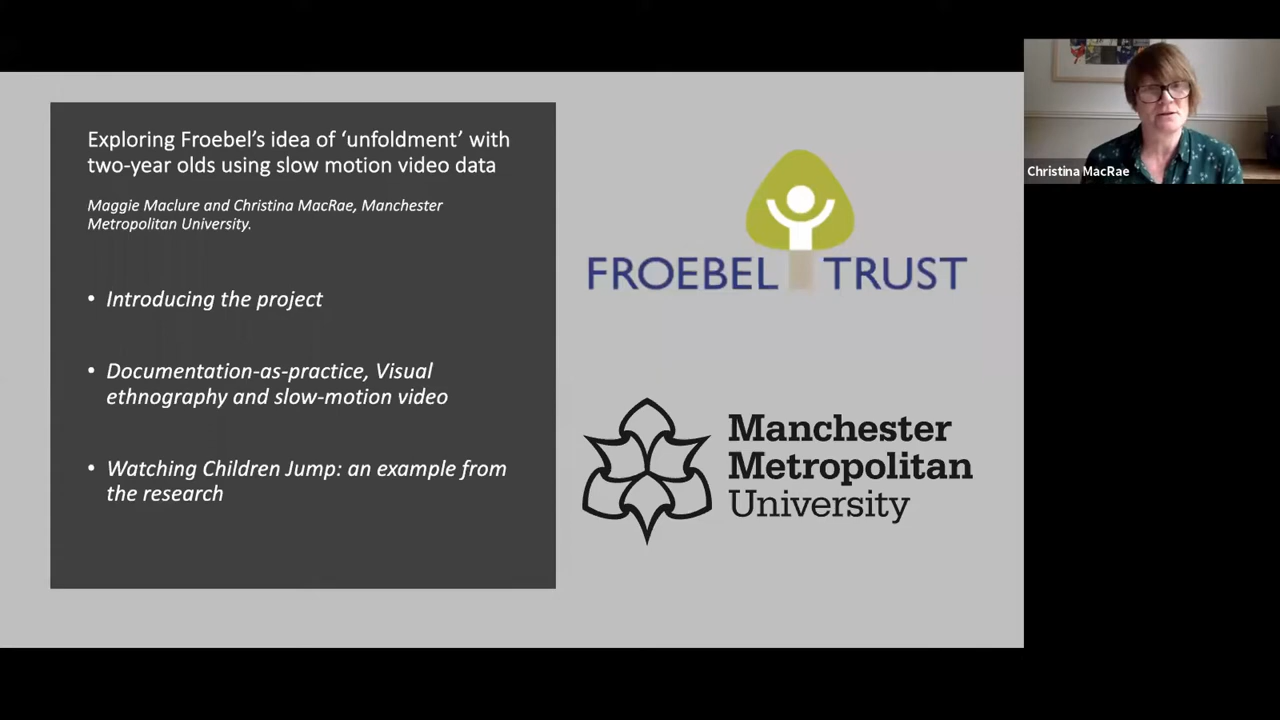 Exploring Froebel's idea of ‘unfoldment’ with
two-year olds using slow motion video data
Maggie Maclure and Christina MacRae, Manchester
Metropolitan University.
• Introducing the project
• Documentation-as-practice, Visual
ethnography and slow-motion video
• Watching Children Jump: an example from
the research
FROEBEL TRUST
Manchester
Metropolitan
University
Christina MacRae